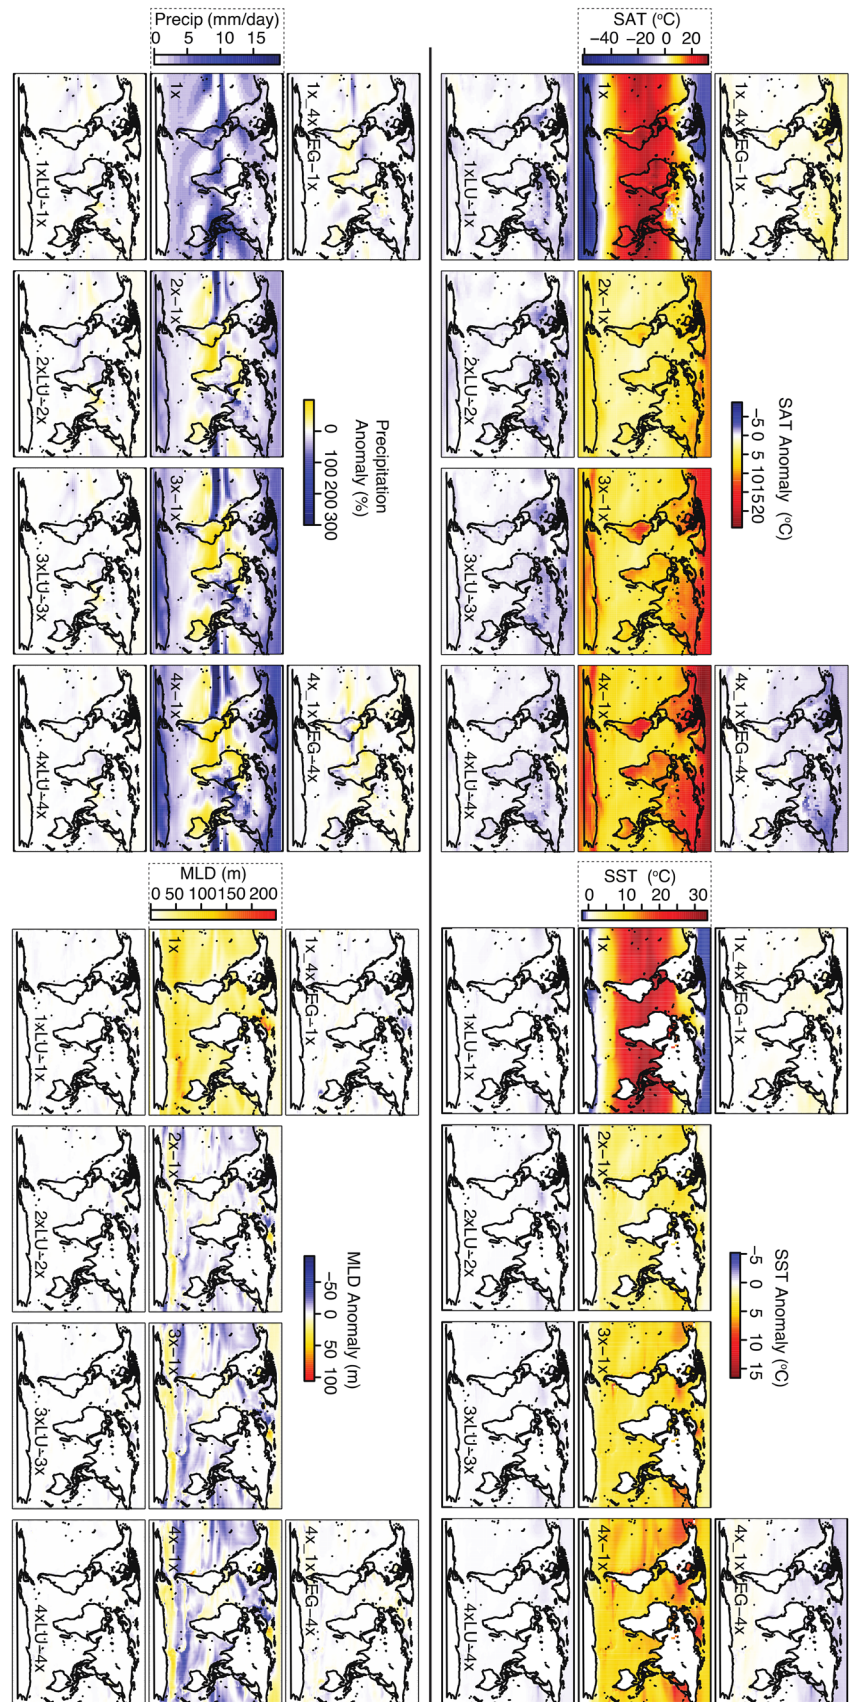 SAT (°C)
−40 −20 0 20
SAT Anomaly (°C)
−5 0 5 10 15 20
SST (°C)
0 10 20 30
SST Anomaly (°C)
−5 0 5 10 15
1x_4xVEG−1x
4x_1xVEG−4x
1x_4xVEG−1x
4x_1xVEG−4x
1x
2x−1x
3x−1x
4x−1x
1x
2x−1x
3x−1x
4x−1x
1xLU−1x
2xLU−2x
3xLU−3x
4xLU−4x
1xLU−1x
2xLU−2x
3xLU−3x
4xLU−4x
Precip (mm/day)
0 5 10 15
Precipitation
Anomaly (%)
0 100 200 300
MLD (m)
0 50 100 150 200
MLD Anomaly (m)
−50 0 50 100
1x_4xVEG−1x
4x_1xVEG−4x
1x_4xVEG−1x
4x_1xVEG−4x
1x
2x−1x
3x−1x
4x−1x
1x
2x−1x
3x−1x
4x−1x
1xLU−1x
2xLU−2x
3xLU−3x
4xLU−4x
1xLU−1x
2xLU−2x
3xLU−3x
4xLU−4x